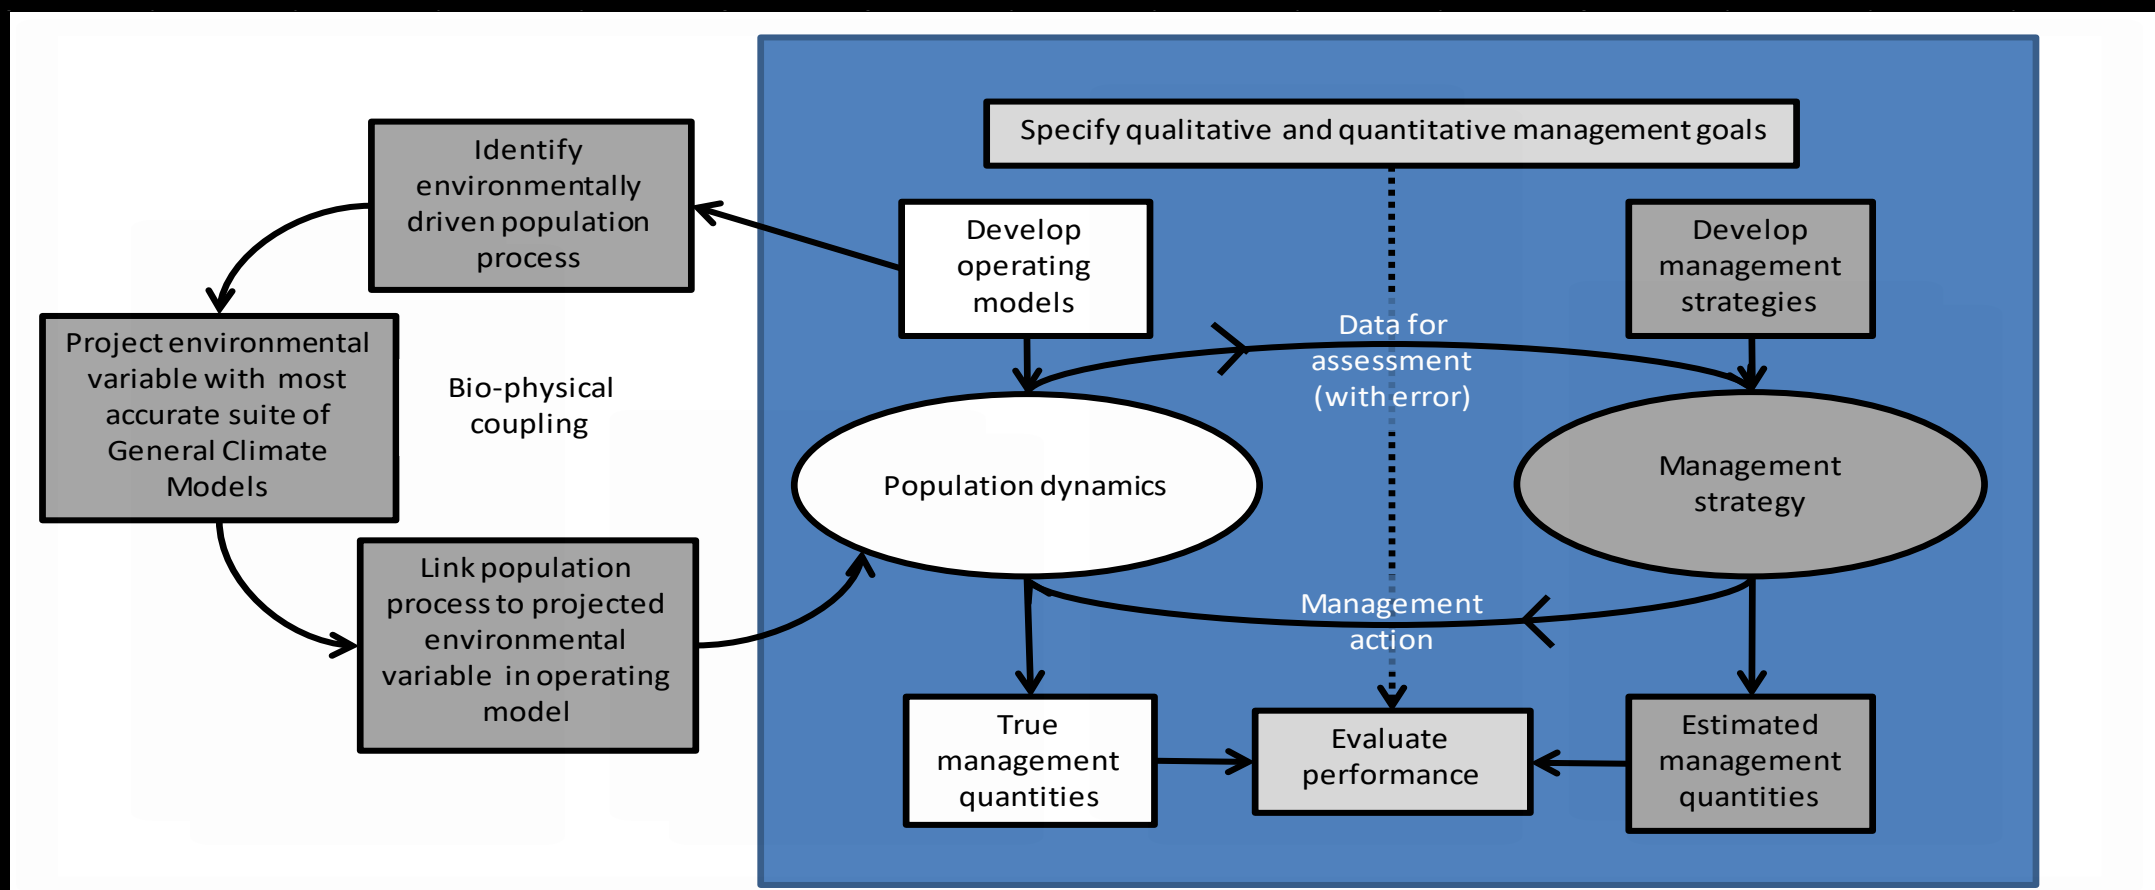 Specify qualitative and quantitative management goals
Identify
environmentally
driven population
process
Develop
operating
models
Develop
management
strategies
Project environmental
variable with most
accurate suite of
General Climate
Models
Bio-physical
coupling
Data for
assessment
(with error)
Population dynamics
Management
strategy
Link population
process to projected
environmental
variable in operating
model
Management
action
True
management
quantities
Evaluate
performance
Estimated
management
quantities